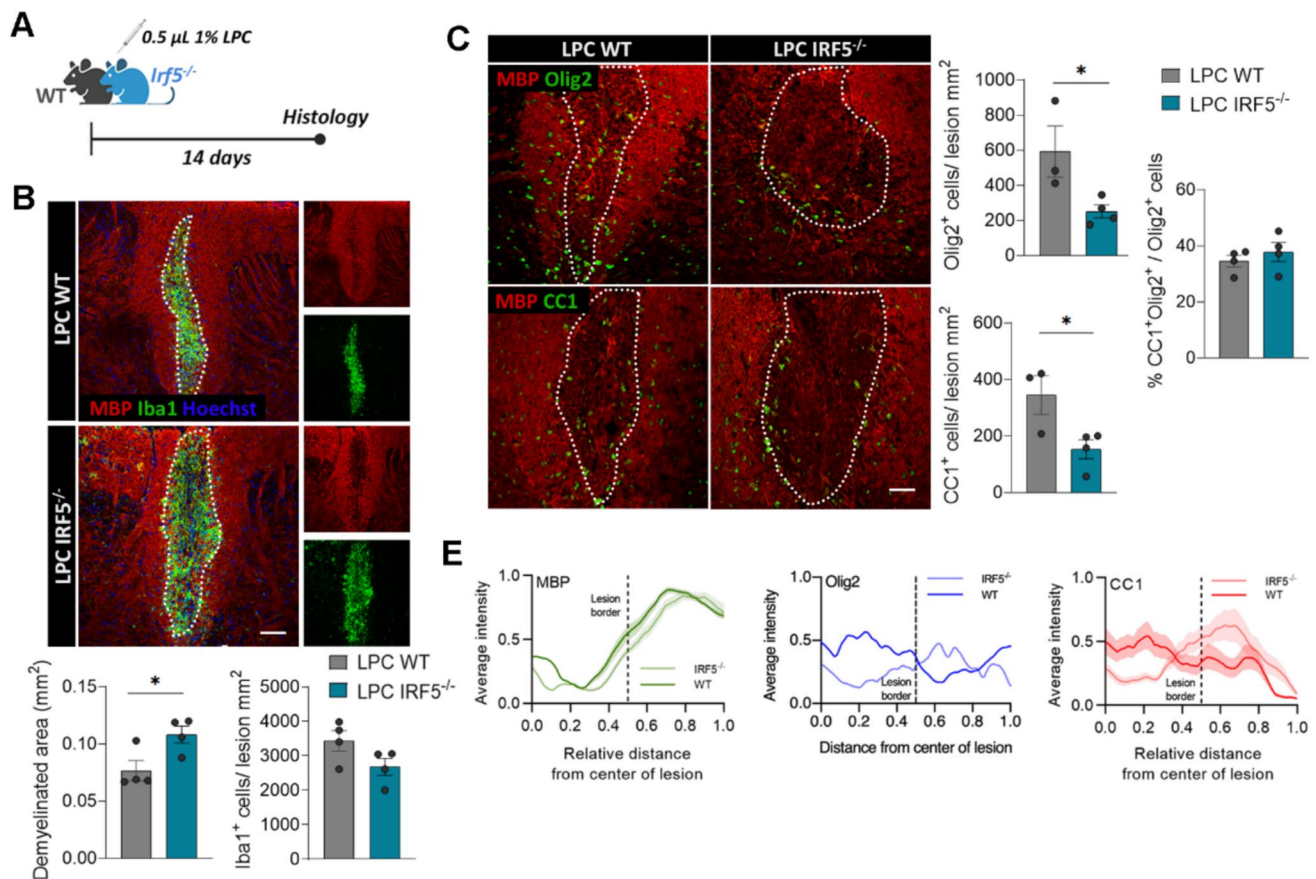 A
0.5 µL 1% LPC
WT
Irf5-/-
Histology
14 days
B
LPC WT
MBP Iba1 Hoechst
LPC IRF5-/-
LPC WT
LPC IRF5-/-
Demyelinated area (mm²)
0.15
0.10
0.05
0.00
*
Iba1+ cells/ lesion mm²
5000
4000
3000
2000
1000
0
C
LPC WT
LPC IRF5-/-
MBP Olig2
MBP CC1
Olig2+ cells/ lesion mm²
1000
800
600
400
200
0
*
LPC WT
LPC IRF5-/-
CC1+ cells/ lesion mm²
600
400
200
0
*
% CC1+Olig2+ / Olig2+ cells
60
40
20
0
E
MBP
Average intensity
1.0
0.5
0.0
Lesion
border
IRF5-/-
WT
0.0 0.2 0.4 0.6 0.8 1.0
Relative distance
from center of lesion
Olig2
Average intensity
1.0
0.5
0.0
IRF5-/-
WT
Lesion
border
0.0 0.2 0.4 0.6 0.8 1.0
Distance from center of lesion
CC1
Average intensity
1.0
0.5
0.0
IRF5-/-
WT
Lesion
border
0.0 0.2 0.4 0.6 0.8 1.0
Relative distance
from center of lesion